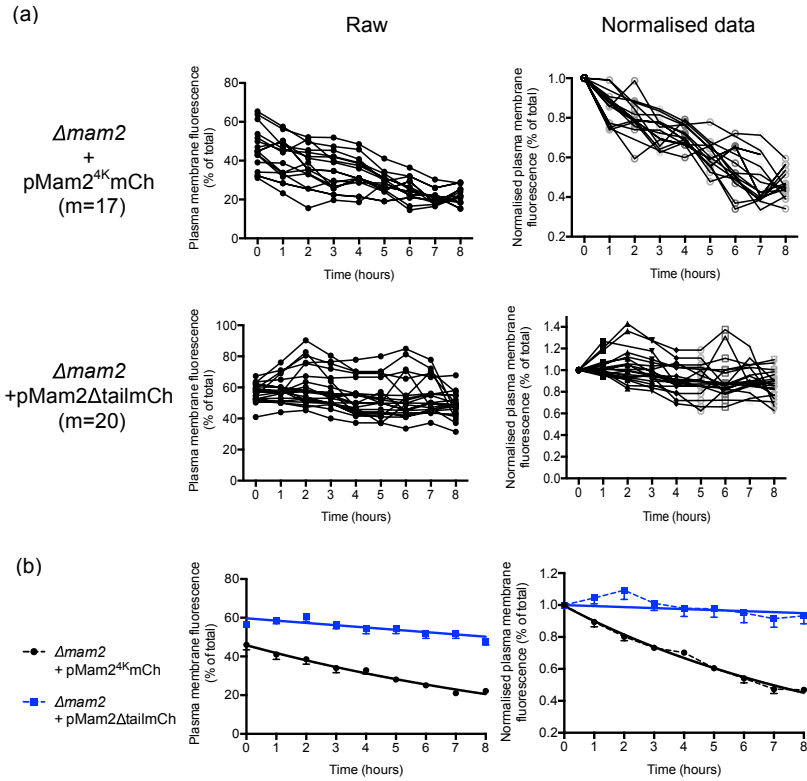 (a)
Raw
Normalised data
Δmam2
+
pMam2⁴ᴷmCh
(m=17)
Plasma membrane fluorescence
(% of total)
80
60
40
20
0
0 1 2 3 4 5 6 7 8
Time (hours)
Normalised plasma membrane
fluorescence (% of total)
1.0
0.8
0.6
0.4
0.2
0 1 2 3 4 5 6 7 8
Time (hours)
Δmam2
+pMam2ΔtailmCh
(m=20)
Plasma membrane fluorescence
(% of total)
100
80
60
40
20
0
0 1 2 3 4 5 6 7 8
Time (hours)
Normalised plasma membrane
fluorescence (% of total)
1.4
1.2
1.0
0.8
0.6
0.4
0.2
0.0
0 1 2 3 4 5 6 7 8
Time (hours)
(b)
Δmam2
+ pMam2⁴ᴷmCh
Δmam2
+ pMam2ΔtailmCh
Plasma membrane fluorescence
(% of total)
80
60
40
20
0
0 1 2 3 4 5 6 7 8
Time (hours)
Normalised plasma membrane
fluorescence (% of total)
1.2
1.0
0.8
0.6
0.4
0.2
0 1 2 3 4 5 6 7 8
Time (hours)